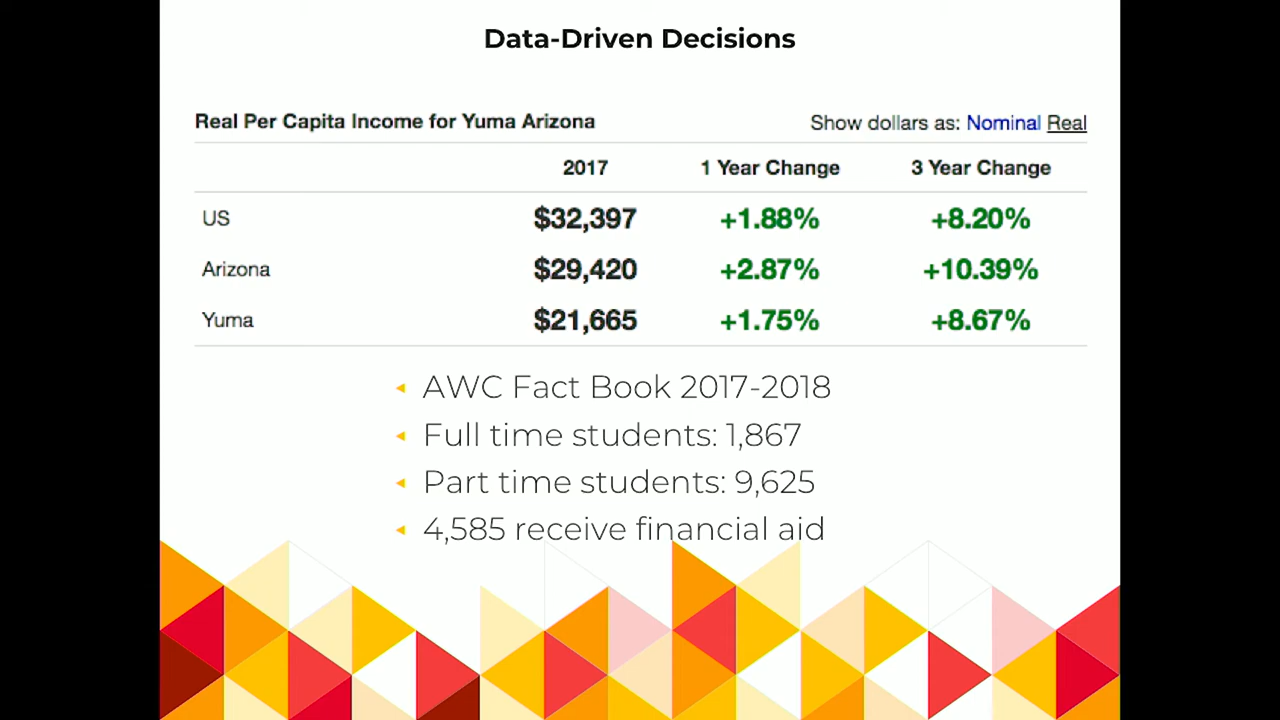 Data-Driven Decisions
Real Per Capita Income for Yuma Arizona Show dollars as: Nominal Real
2017 1 Year Change 3 Year Change
US $32,397 +1.88% +8.20%
Arizona $29,420 +2.87% +10.39%
Yuma $21,665 +1.75% +8.67%
AWC Fact Book 2017-2018
Full time students: 1,867
Part time students: 9,625
4,585 receive financial aid